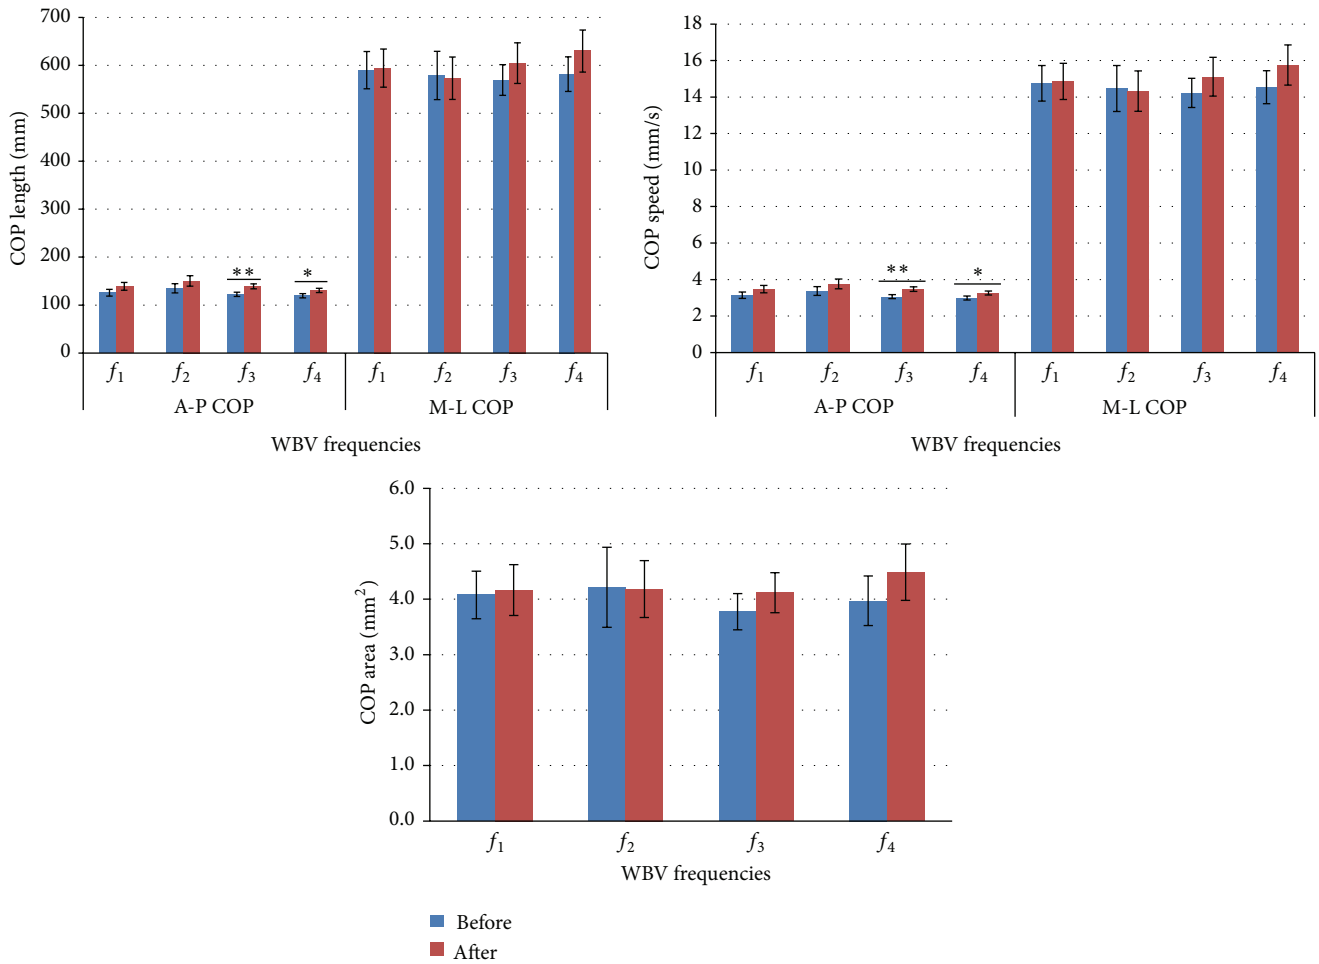 700
600
500
400
300
200
100
0
COP length (mm)
** *
f1 f2 f3 f4 f1 f2 f3 f4
A-P COP M-L COP
WBV frequencies
18
16
14
12
10
8
6
4
2
0
COP speed (mm/s)
** *
f1 f2 f3 f4 f1 f2 f3 f4
A-P COP M-L COP
WBV frequencies
6.0
5.0
4.0
3.0
2.0
1.0
0.0
COP area (mm²)
f1 f2 f3 f4
WBV frequencies
Before
After